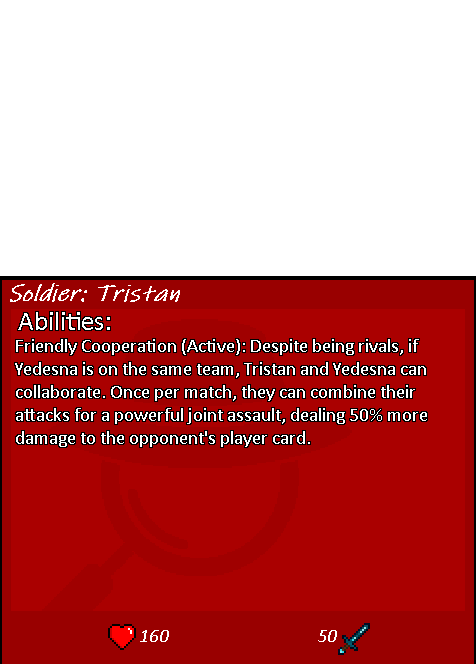 Soldier: Tristan
Abilities:
Friendly Cooperation (Active): Despite being rivals, if
Yedesna is on the same team, Tristan and Yedesna can
collaborate. Once per match, they can combine their
attacks for a powerful joint assault, dealing 50% more
damage to the opponent's player card.
160 50